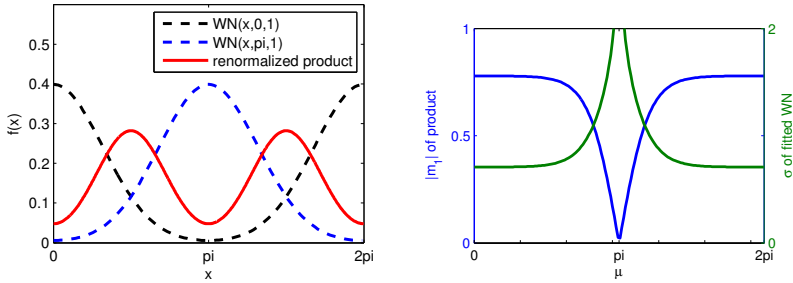 WN(x,0,1)
WN(x,pi,1)
renormalized product
f(x)
0.5
0.4
0.3
0.2
0.1
0
0 pi 2pi
x
|m1| of product
1
0.5
0
2
0
σ of fitted WN
0 pi 2pi
μ